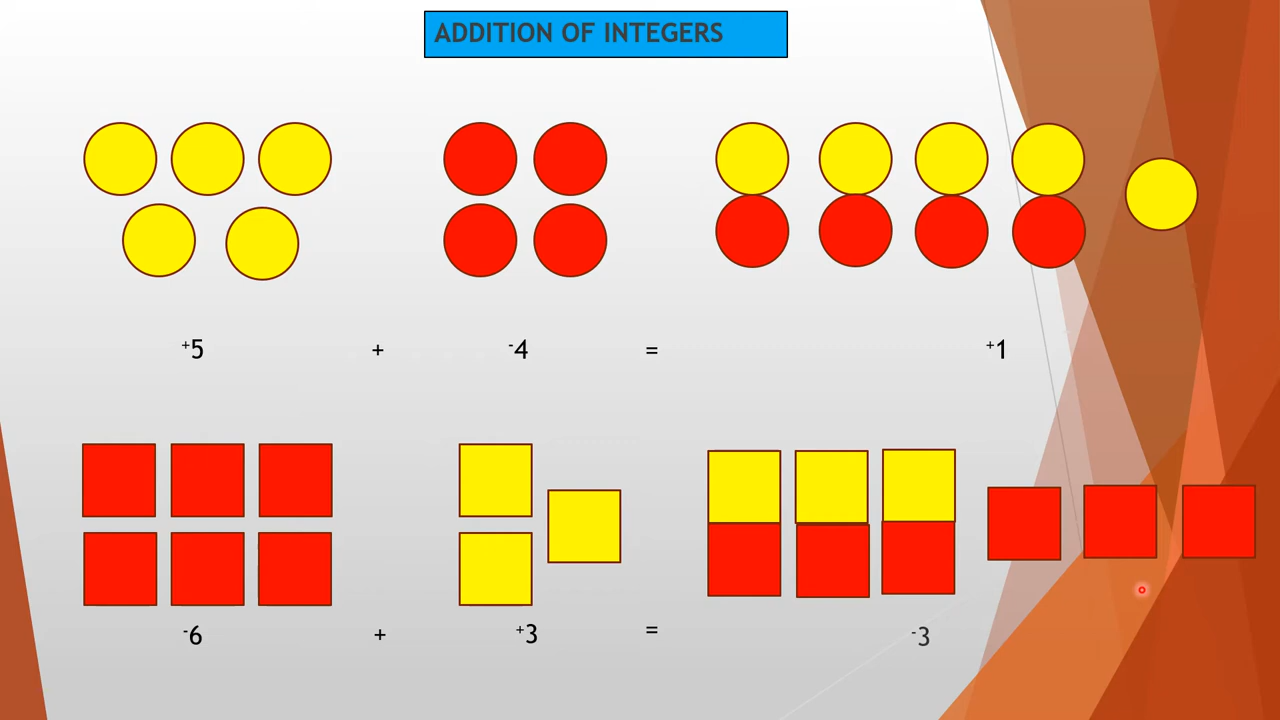 ADDITION OF INTEGERS
⁺5 + ⁻4 = ⁺1
⁻6 + ⁺3 = ⁻3